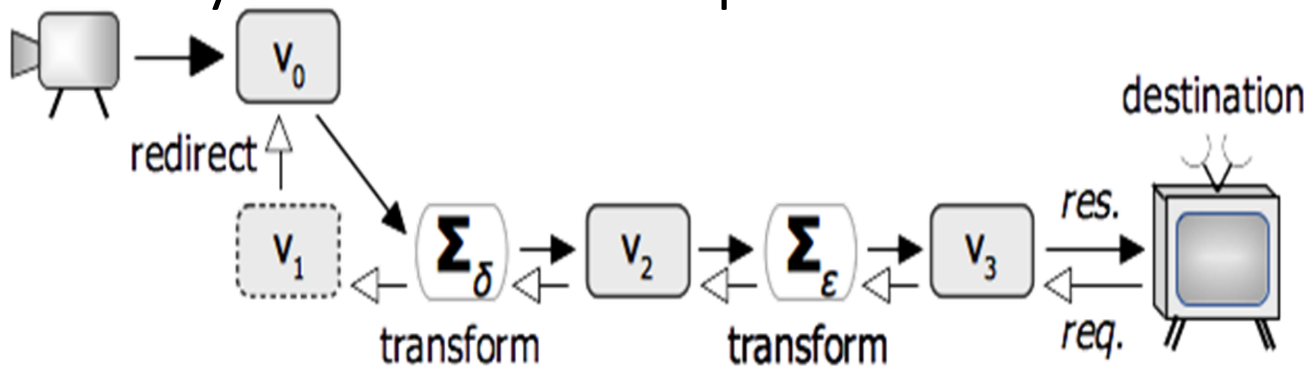 v0
redirect
destination
v1
Σδ
v2
Σε
v3
res.
req.
transform
transform